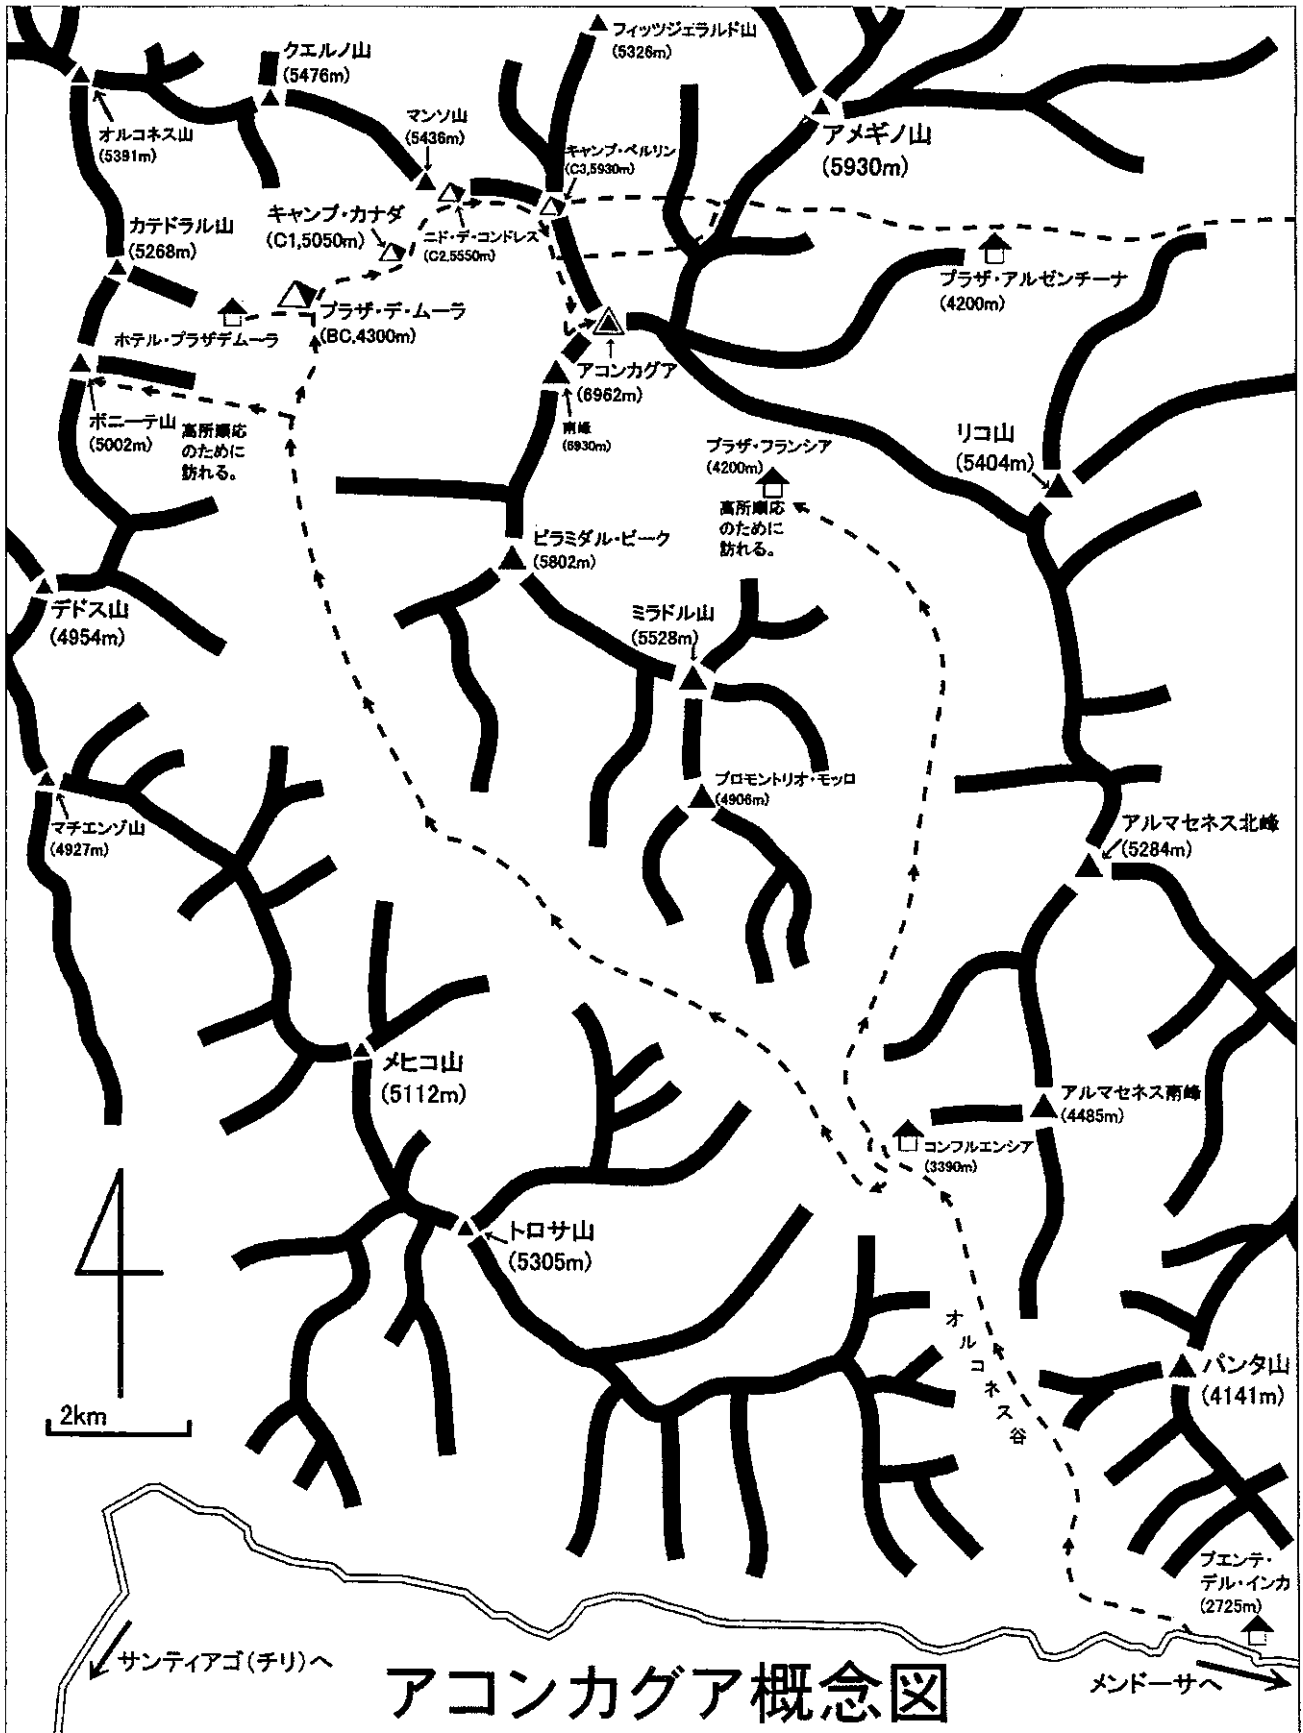 フィッツジェラルド山
(5326m)
クエルノ山
(5476m)
マンソ山
(5436m)
オルコネス山
(5391m)
アメギノ山
(5930m)
キャンプ・ベルリン
(C3,5930m)
キャンプ・カナダ
(C1,5050m)
ニド・デ・コンドレス
(C2,5550m)
カテドラル山
(5268m)
プラザ・アルゼンチーナ
(4200m)
プラザ・デ・ムーラ
(BC,4300m)
ホテル・プラザデムーラ
アコンカグア
(6962m)
南峰
(6930m)
ボニーテ山
(5002m)
高所順応
のために
訪れる。
プラザ・フランシア
(4200m)
高所順応
のために
訪れる。
リコ山
(5404m)
ピラミダル・ピーク
(5802m)
デドス山
(4954m)
ミラドル山
(5528m)
プロモントリオ・モッロ
(4906m)
マチエンゾ山
(4927m)
アルマセネス北峰
(5284m)
メヒコ山
(5112m)
アルマセネス南峰
(4485m)
コンフルエンシア
(3390m)
トロサ山
(5305m)
オルコネス谷
パンタ山
(4141m)
2km
プエンテ・
デル・インカ
(2725m)
サンティアゴ(チリ)へ
メンドーサへ
アコンカグア概念図